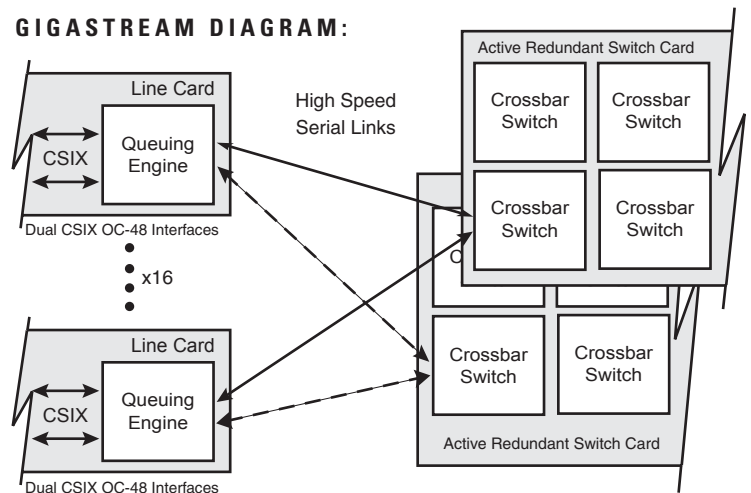 GIGASTREAM DIAGRAM:
Line Card
CSIX
Queuing
Engine
Dual CSIX OC-48 Interfaces
x16
Line Card
CSIX
Queuing
Engine
Dual CSIX OC-48 Interfaces
High Speed
Serial Links
Active Redundant Switch Card
Crossbar
Switch
Crossbar
Switch
Crossbar
Switch
Crossbar
Switch
Crossbar
Switch
Crossbar
Switch
Active Redundant Switch Card